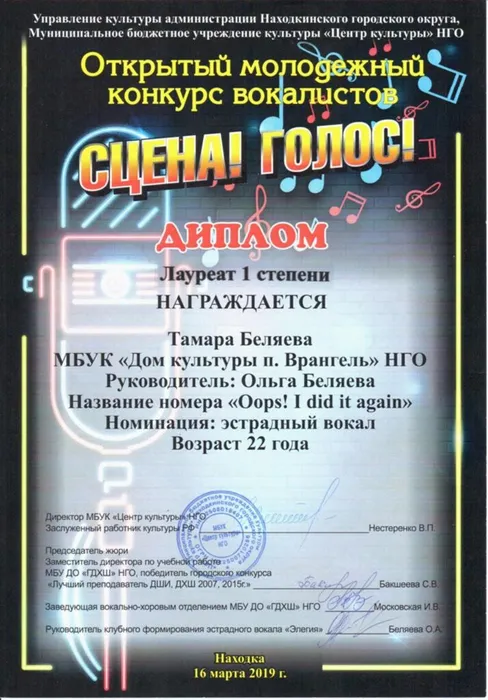 Управление культуры администрации Находкинского городского округа,
Муниципальное бюджетное учреждение культуры «Центр культуры» НГО
Открытый молодежный
конкурс вокалистов
СЦЕНА! ГОЛОС!
ДИПЛОМ
Лауреат 1 степени
НАГРАЖДАЕТСЯ
Тамара Беляева
МБУК «Дом культуры п. Врангель» НГО
Руководитель: Ольга Беляева
Название номера «Oops! I did it again»
Номинация: эстрадный вокал
Возраст 22 года
Директор МБУК «Центр культуры» НГО
Заслуженный работник культуры РФ Нестеренко В.П.
МБУК
«Центр культуры»
НГО
Председатель жюри
Заместитель директора по учебной работе
МБУ ДО «ГДХШ» НГО, победитель городского конкурса
«Лучший преподаватель ДШИ, ДХШ 2007, 2015г.» Бакшеева С.В.
Заведующая вокально-хоровым отделением МБУ ДО «ГДХШ» НГО Московская И.В.
Руководитель клубного формирования эстрадного вокала «Элегия» Беляева О.А.
Находка
16 марта 2019 г.